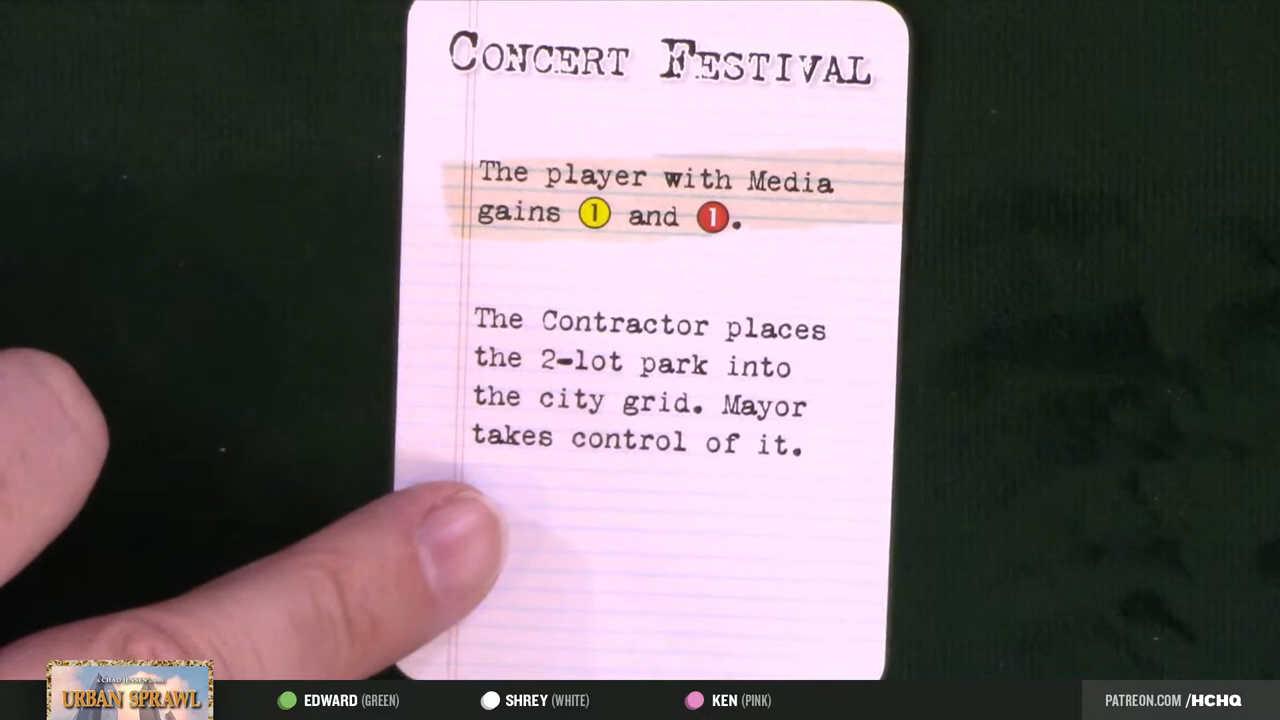 CONCERT FESTIVAL
The player with Media
gains 1 and 1.
The Contractor places
the 2-lot park into
the city grid. Mayor
takes control of it.
A CHAD JENSEN GAME
URBAN SPRAWL
EDWARD (GREEN)
SHREY (WHITE)
KEN (PINK)
PATREON.COM/HCHQ